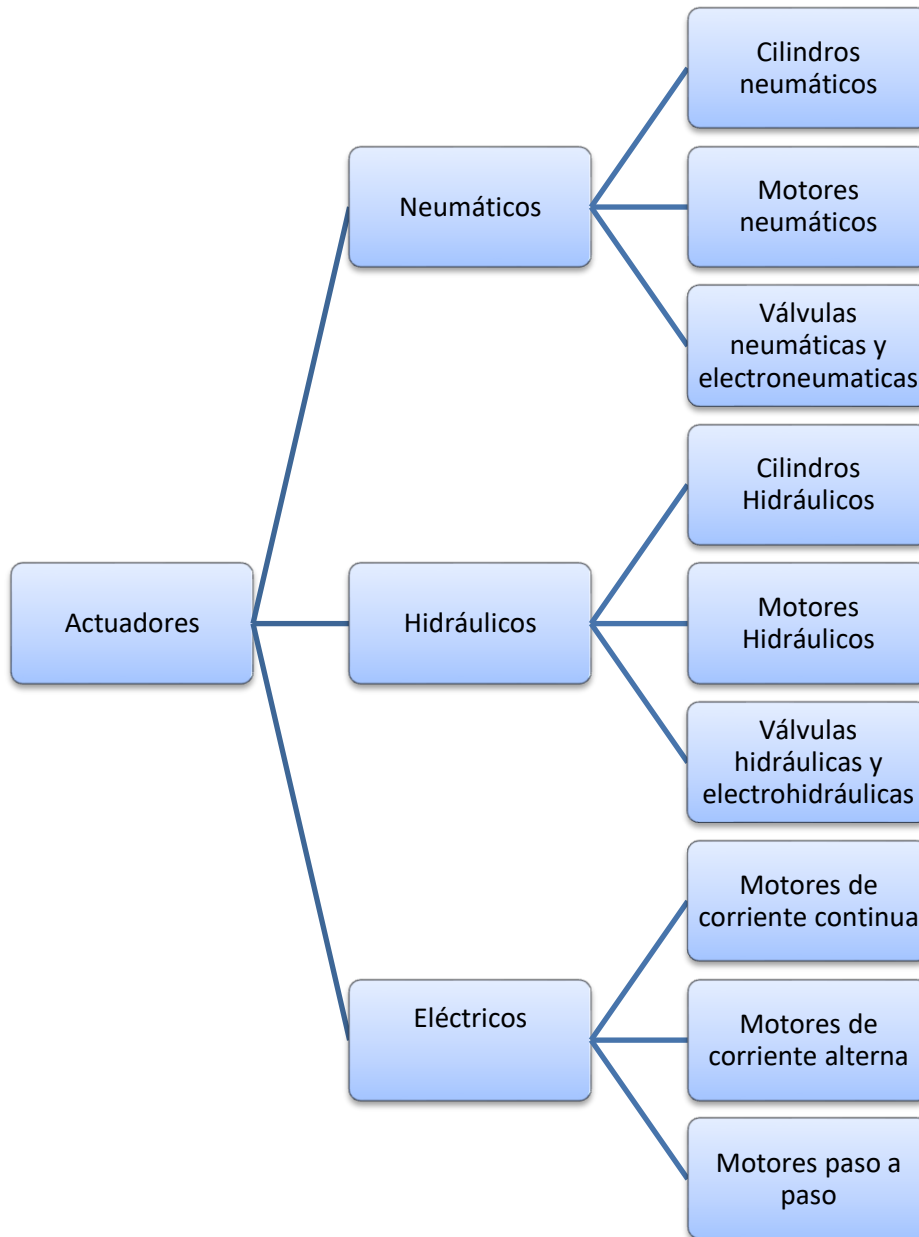 Actuadores
Neumáticos
Cilindros
neumáticos
Motores
neumáticos
Válvulas
neumáticas y
electroneumaticas
Hidráulicos
Cilindros
Hidráulicos
Motores
Hidráulicos
Válvulas
hidráulicas y
electrohidráulicas
Eléctricos
Motores de
corriente continua
Motores de
corriente alterna
Motores paso a
paso